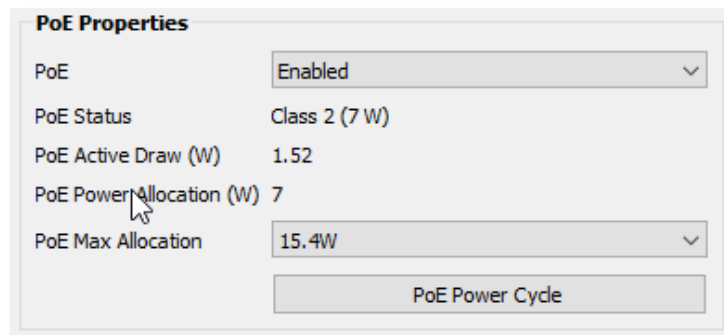 PoE Properties
PoE Enabled
PoE Status Class 2 (7 W)
PoE Active Draw (W) 1.52
PoE Power Allocation (W) 7
PoE Max Allocation 15.4W
PoE Power Cycle